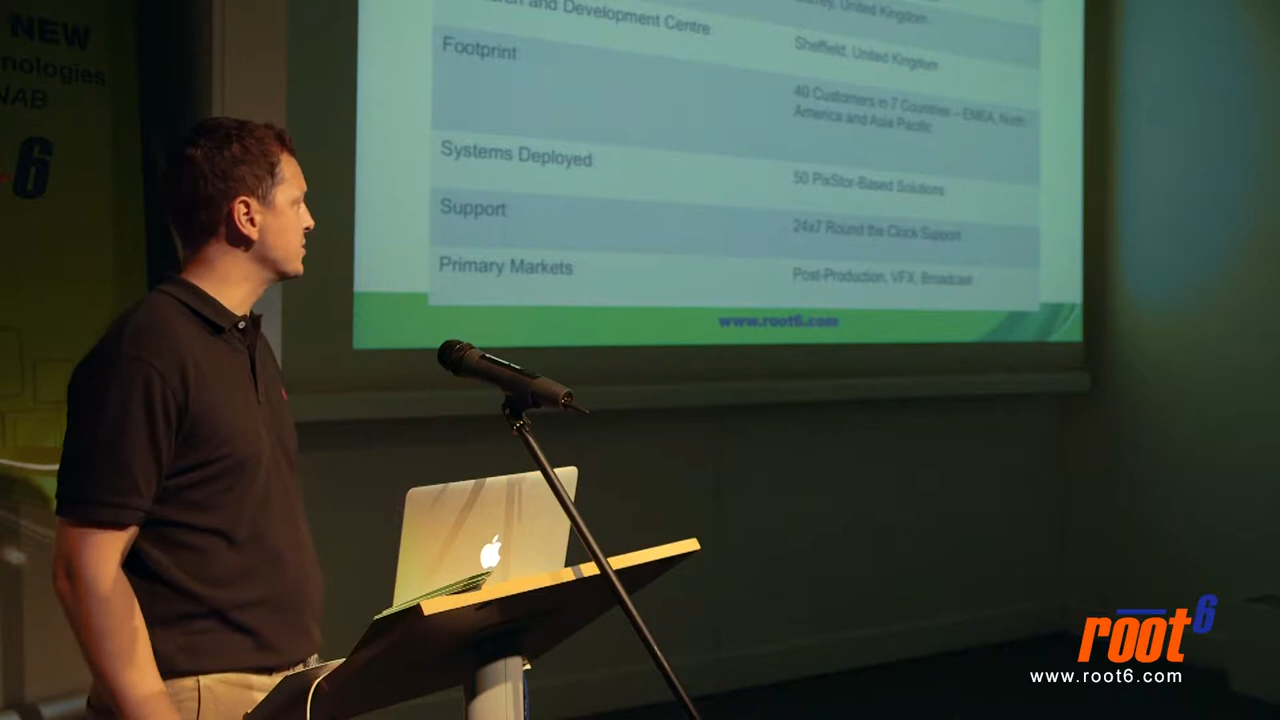 NEW
nologies
NAB
6
and Development Centre
United Kingdom
Sheffield, United Kingdom
Footprint
40 Customers in 7 Countries – EMEA, North
America and Asia Pacific
Systems Deployed
50 PixStor-Based Solutions
Support
24x7 Round the Clock Support
Primary Markets
Post-Production, VFX, Broadcast
www.root6.com
root6
www.root6.com